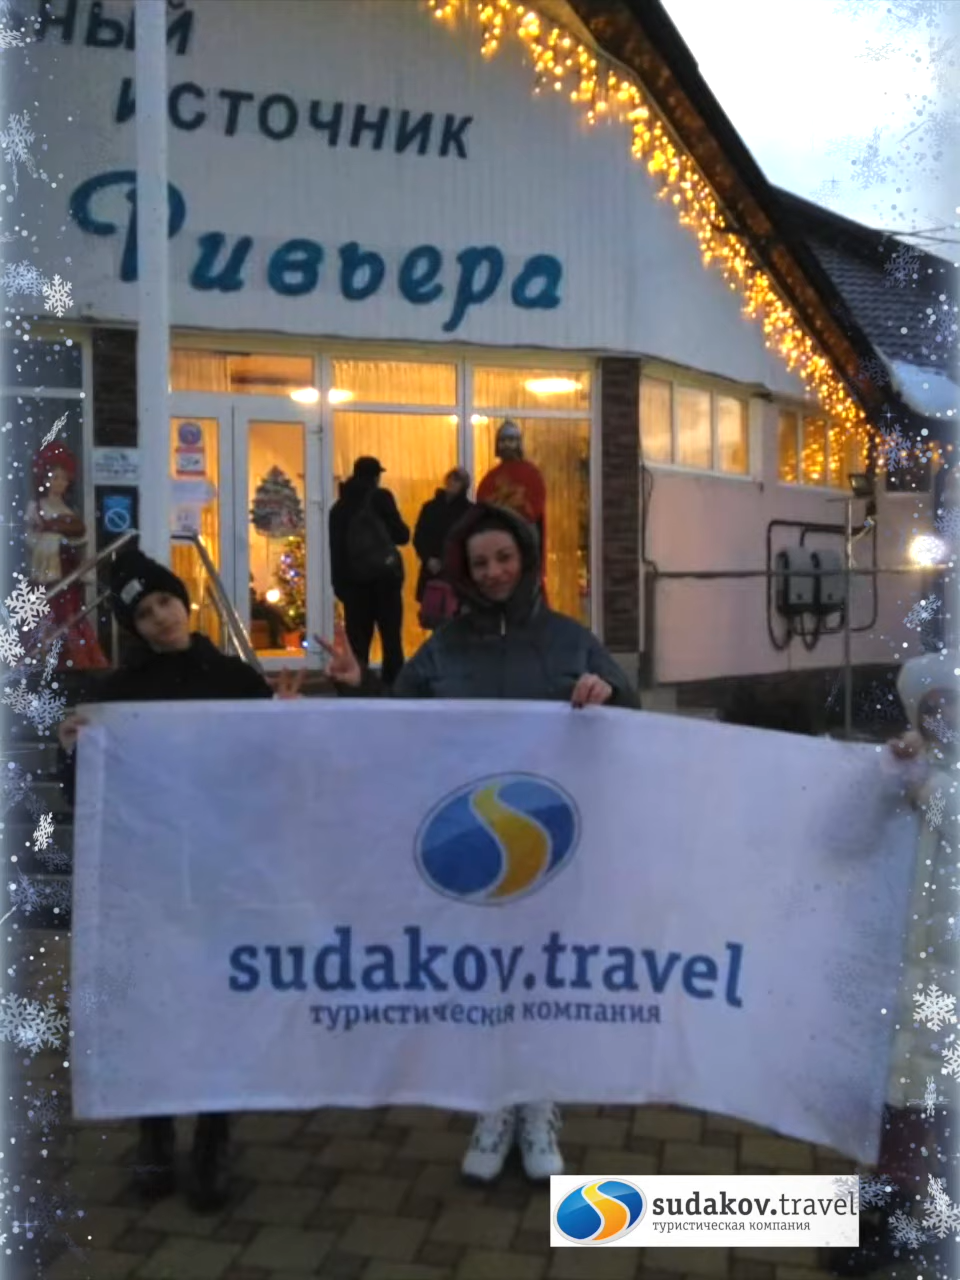 ный
источник
Ривьера
sudakov.travel
туристическая компания
sudakov.travel
туристическая компания